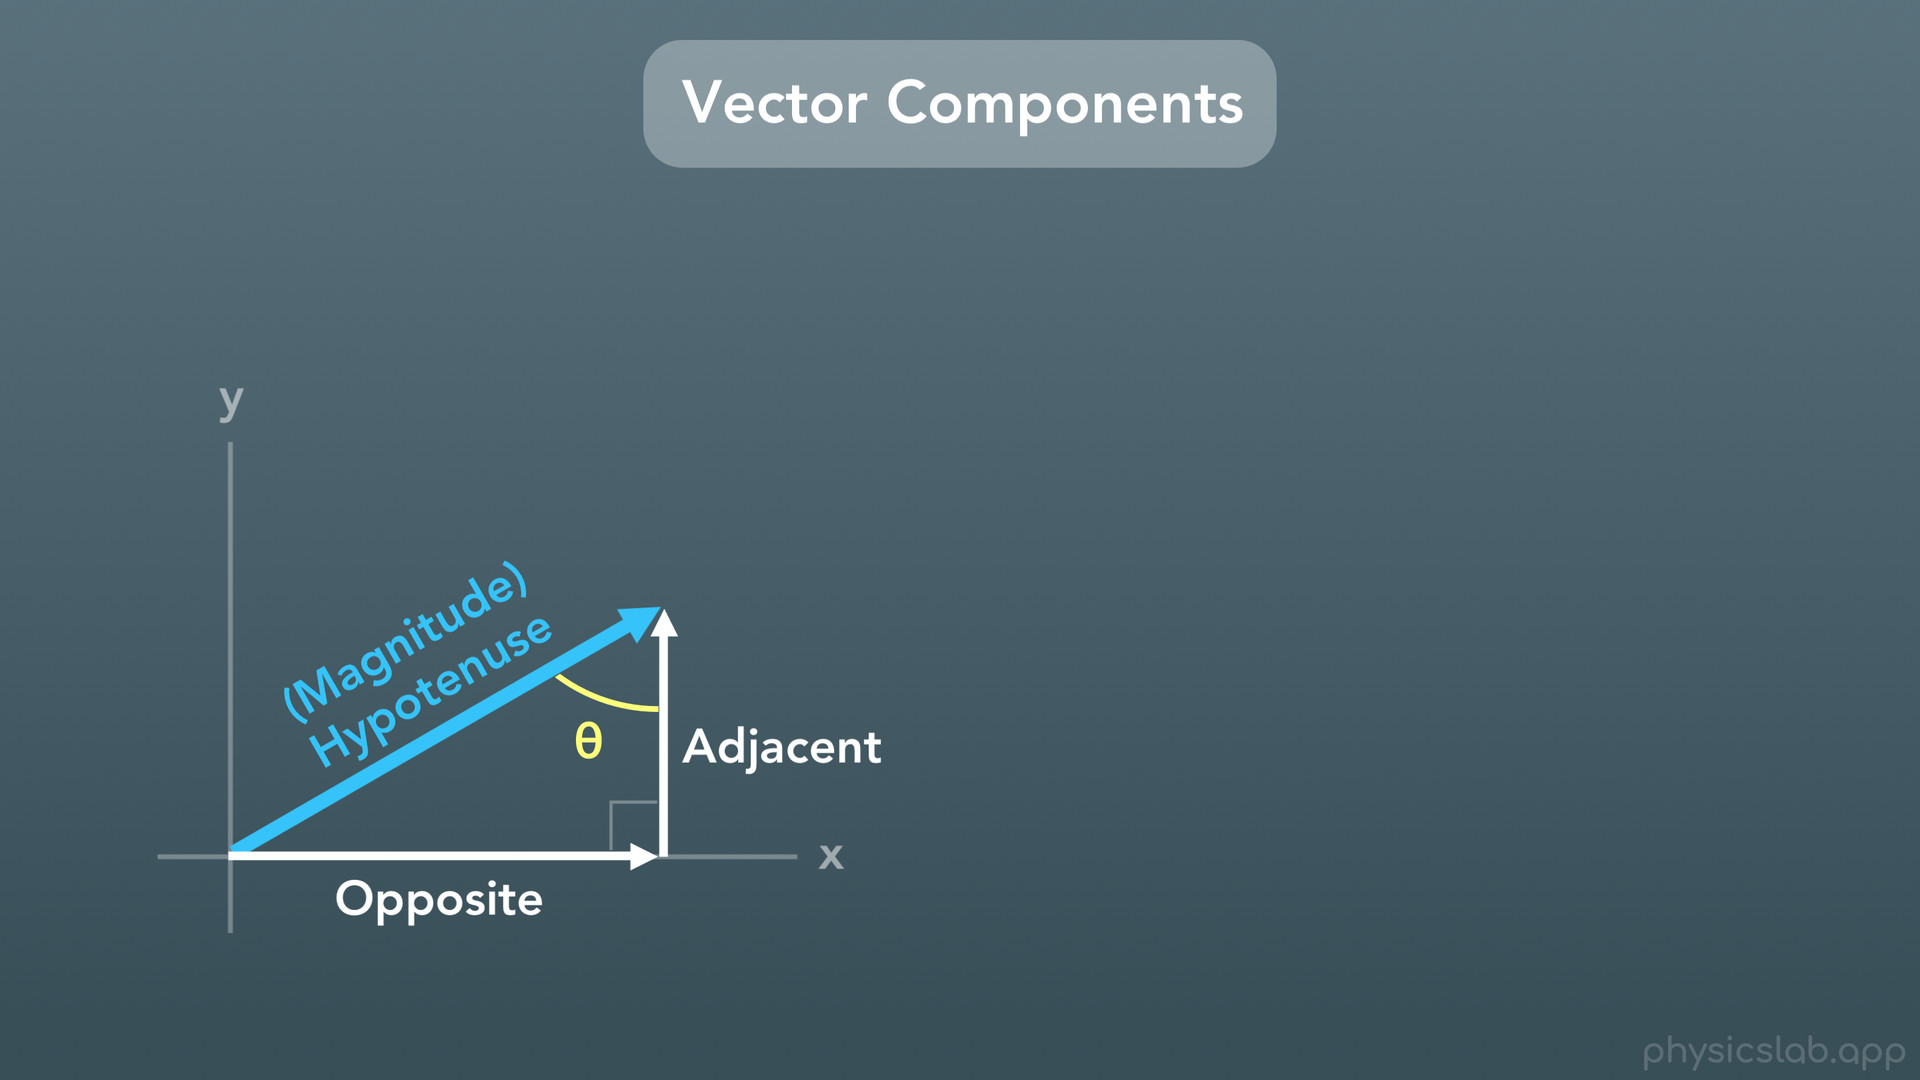 Vector Components
y
(Magnitude)
Hypotenuse
θ
Adjacent
x
Opposite
physicslab.app